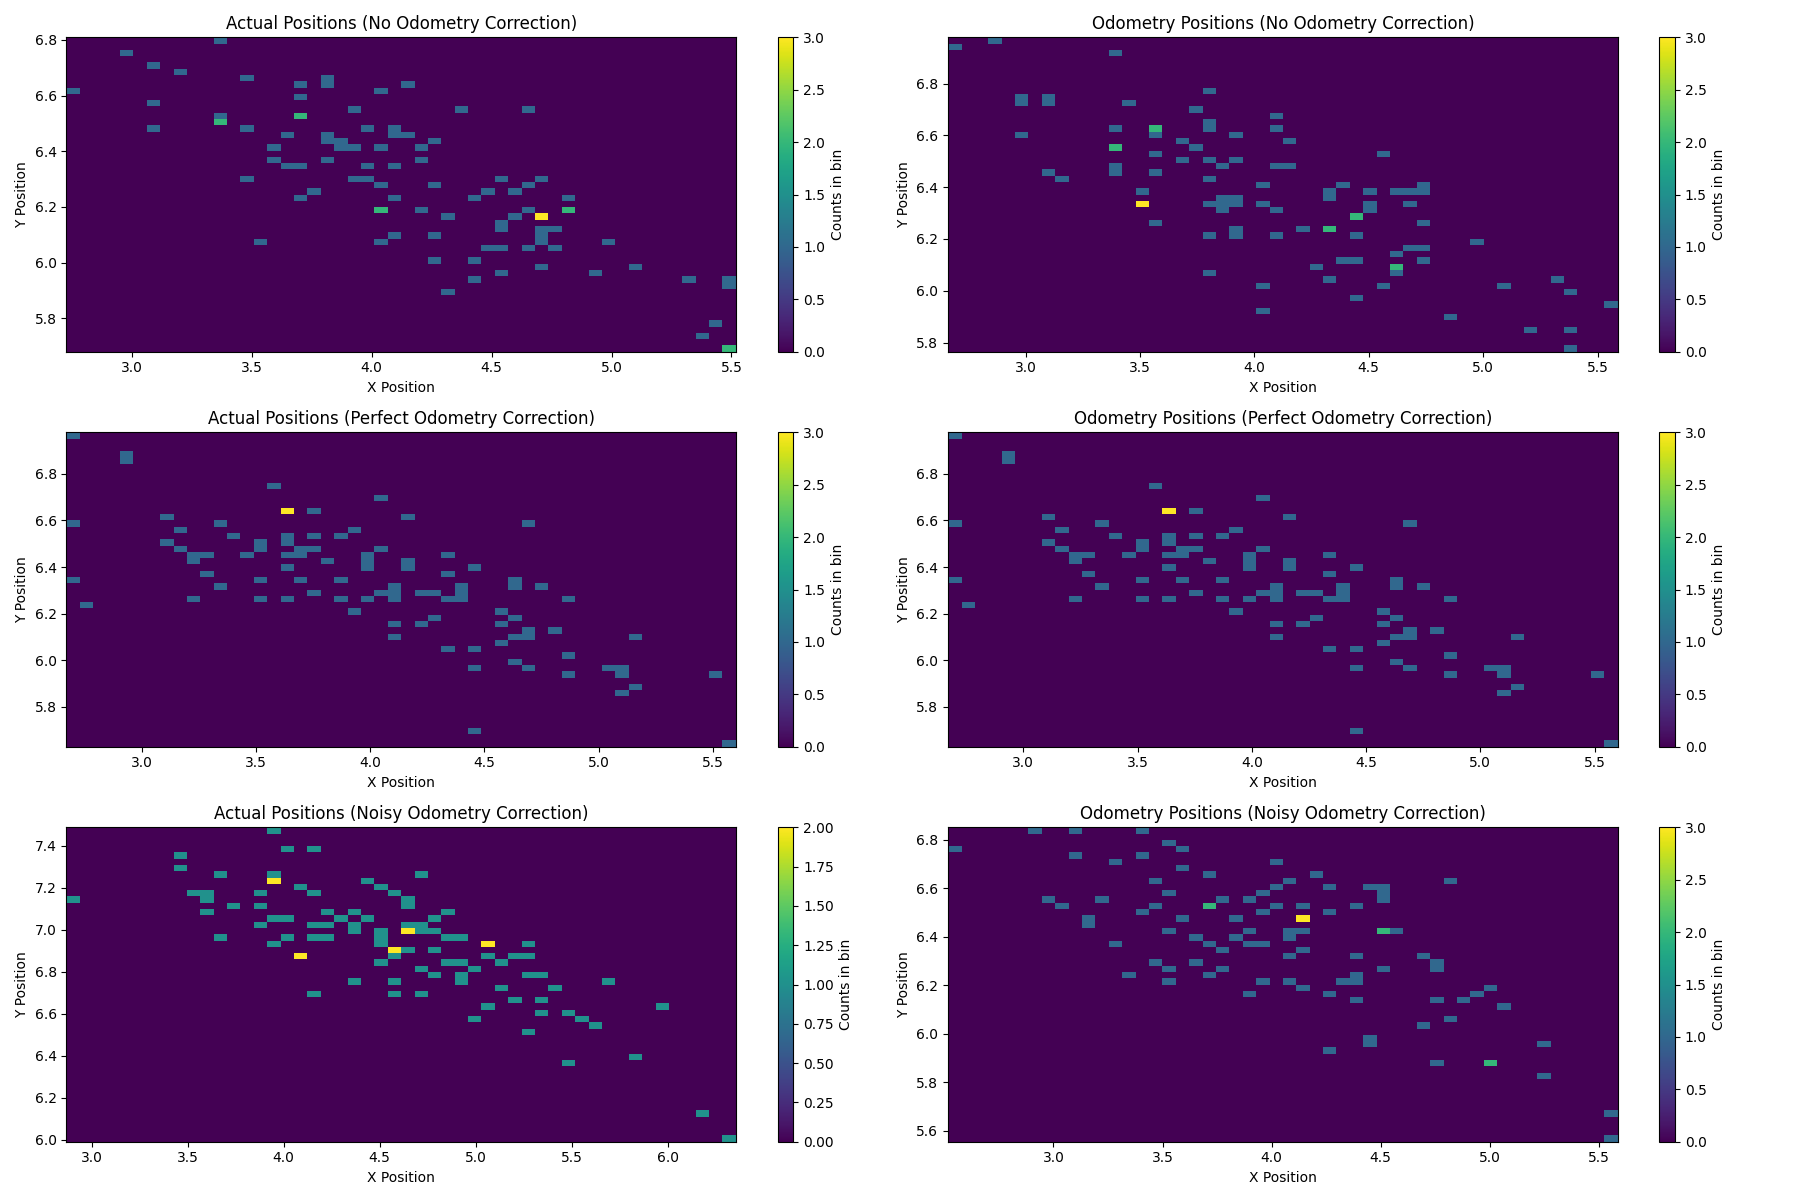 Actual Positions (No Odometry Correction)
6.8
6.6
6.4
6.2
6.0
5.8
Y Position
3.0 3.5 4.0 4.5 5.0 5.5
X Position
3.0
2.5
2.0
1.5
1.0
0.5
0.0
Counts in bin
Odometry Positions (No Odometry Correction)
6.8
6.6
6.4
6.2
6.0
5.8
Y Position
3.0 3.5 4.0 4.5 5.0 5.5
X Position
3.0
2.5
2.0
1.5
1.0
0.5
0.0
Counts in bin
Actual Positions (Perfect Odometry Correction)
6.8
6.6
6.4
6.2
6.0
5.8
Y Position
3.0 3.5 4.0 4.5 5.0 5.5
X Position
3.0
2.5
2.0
1.5
1.0
0.5
0.0
Counts in bin
Odometry Positions (Perfect Odometry Correction)
6.8
6.6
6.4
6.2
6.0
5.8
Y Position
3.0 3.5 4.0 4.5 5.0 5.5
X Position
3.0
2.5
2.0
1.5
1.0
0.5
0.0
Counts in bin
Actual Positions (Noisy Odometry Correction)
7.4
7.2
7.0
6.8
6.6
6.4
6.2
6.0
Y Position
3.0 3.5 4.0 4.5 5.0 5.5 6.0
X Position
2.00
1.75
1.50
1.25
1.00
0.75
0.50
0.25
0.00
Counts in bin
Odometry Positions (Noisy Odometry Correction)
6.8
6.6
6.4
6.2
6.0
5.8
5.6
Y Position
3.0 3.5 4.0 4.5 5.0 5.5
X Position
3.0
2.5
2.0
1.5
1.0
0.5
0.0
Counts in bin